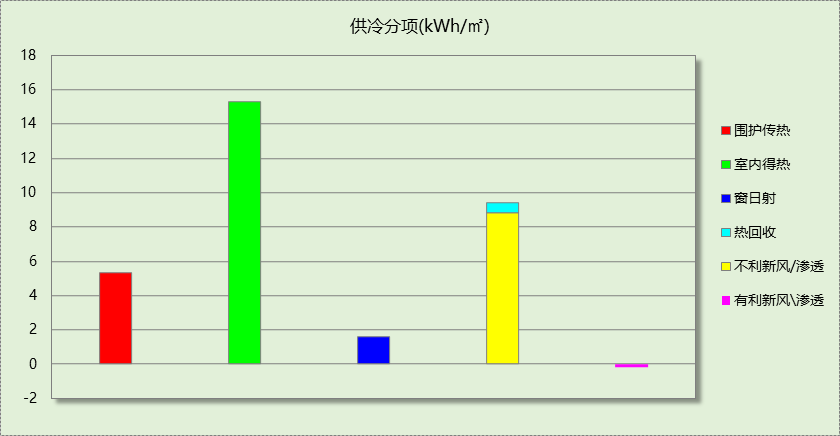 供冷分项(kWh/㎡)
18
16
14
12
10
8
6
4
2
0
-2
围护传热
室内得热
窗日射
热回收
不利新风/渗透
有利新风\渗透